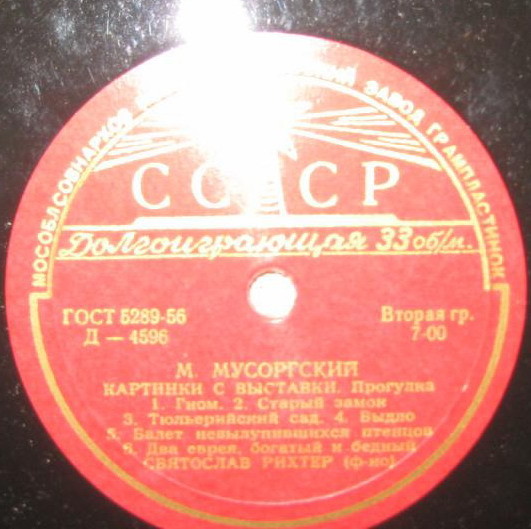 МОСОБЛСОВНАРХОЗ ЗАВОД ГРАМПЛАСТИНОК
СССР
Долгоиграющая 33 об/м.
ГОСТ 5289-56
Д — 4596
Вторая гр.
7-00
М. МУСОРГСКИЙ
КАРТИНКИ С ВЫСТАВКИ. Прогулка
1. Гном. 2. Старый замок
3. Тюльерийский сад. 4. Быдло
5. Балет невылупившихся птенцов
6. Два еврея, богатый и бедный
СВЯТОСЛАВ РИХТЕР (ф-но)